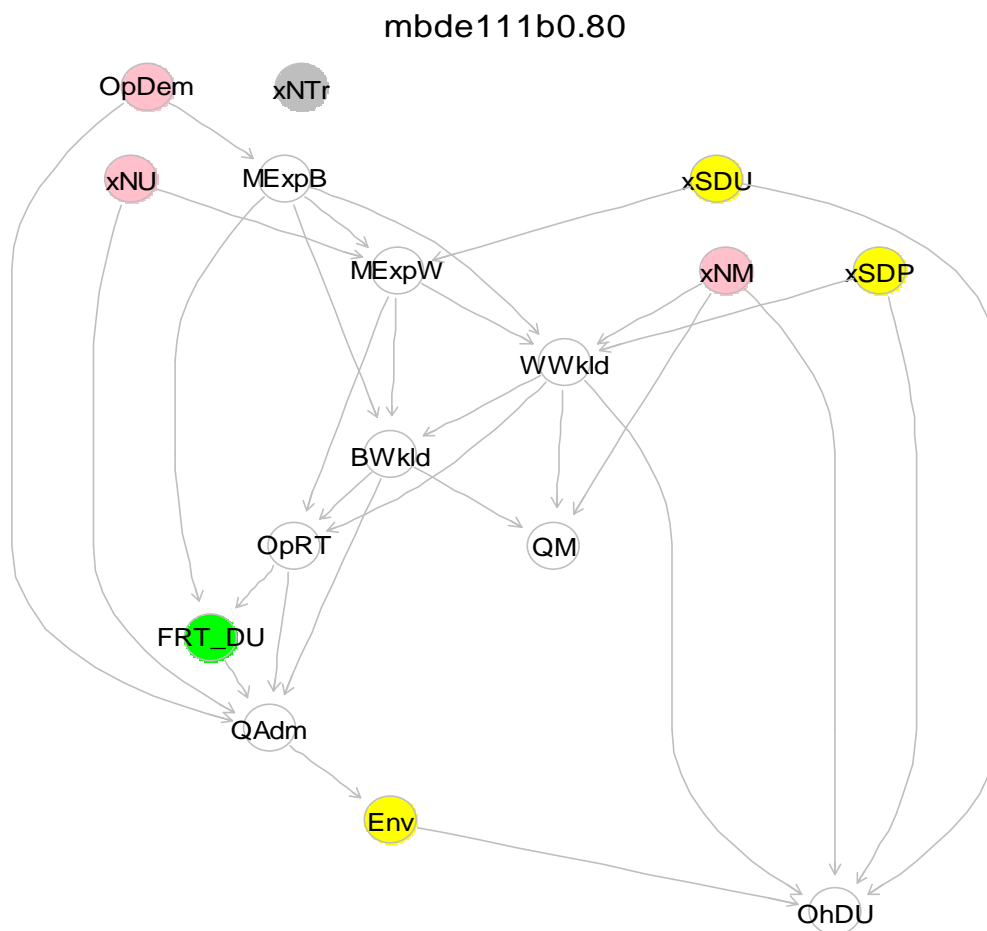 mbde111b0.80
OpDem
xNTr
xNU
MExpB
xSDU
MExpW
xNM
xSDP
WWkld
BWkld
OpRT
QM
FRT_DU
QAdm
Env
OhDU